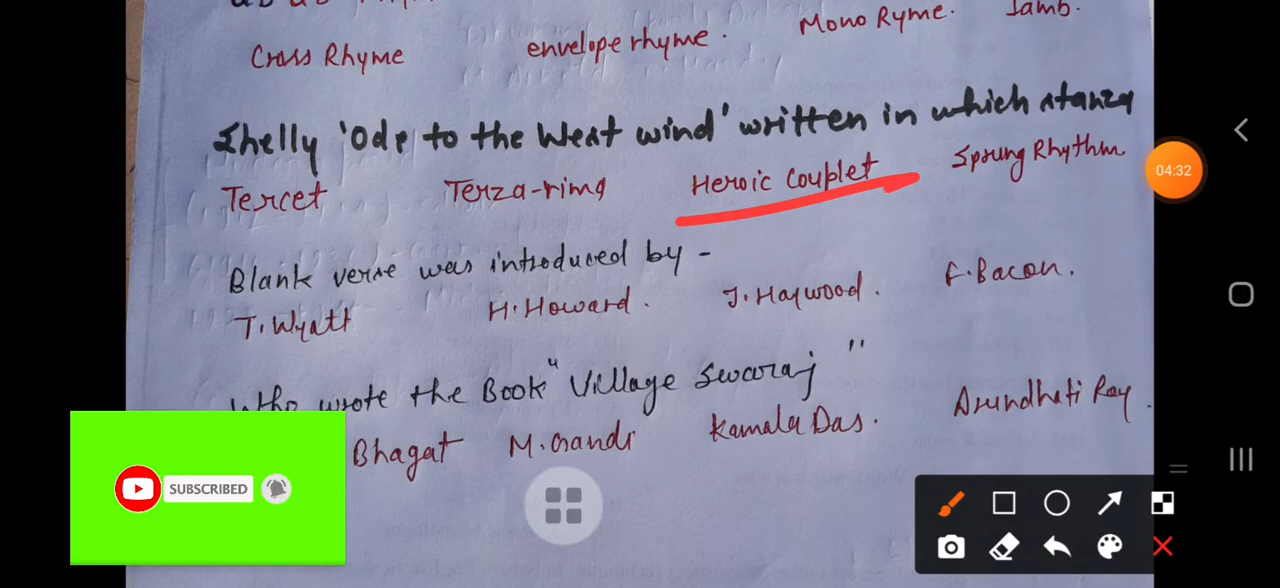 Cross Rhyme envelope rhyme. Mono Ryme. Iamb.
Shelly 'Ode to the West wind' written in which stanza
Tercet Terza-rima Heroic Couplet Sprung Rhythm
04:32
Blank verse was introduced by -
T. Wyatt H. Howard. J. Haywood. F. Bacon.
Who wrote the Book "Village Swaraj"
Bhagat M. Gandi Kamala Das. Arundhati Roy.
SUBSCRIBED